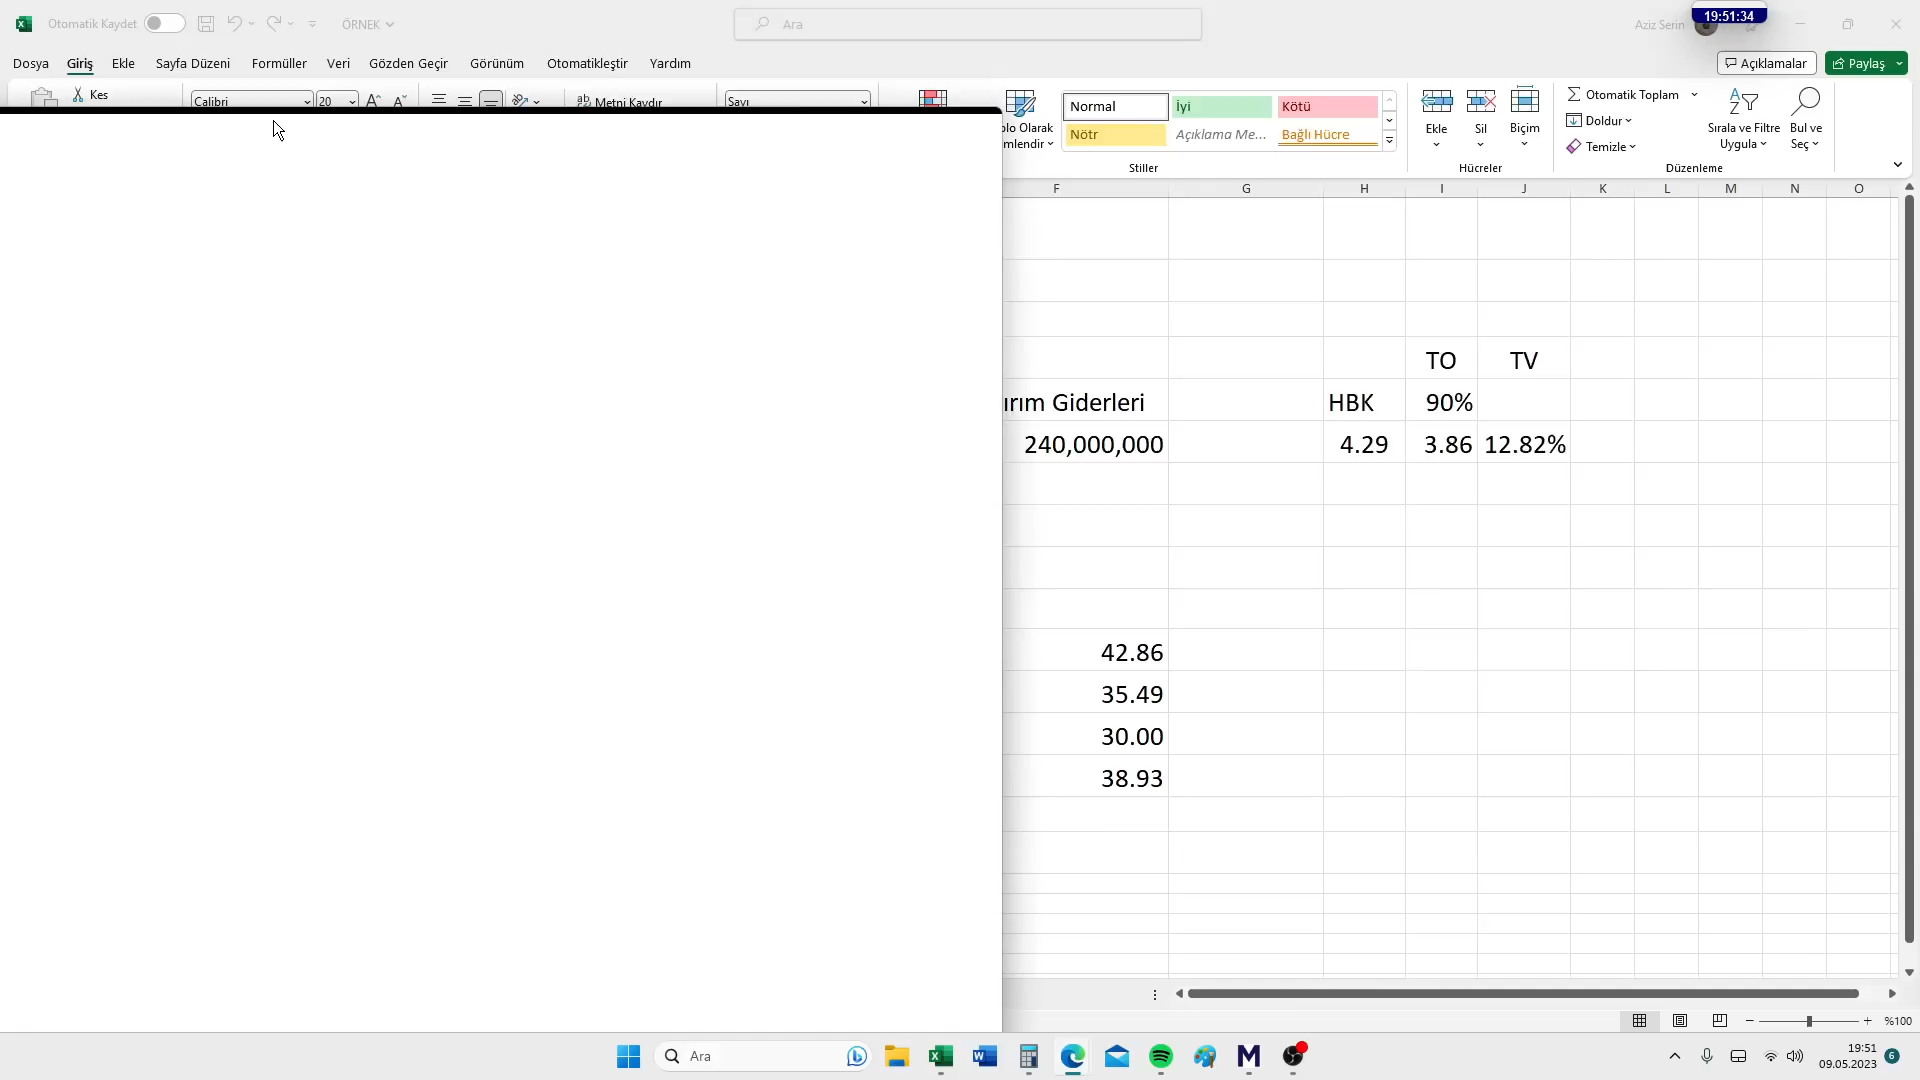 Otomatik Kaydet
ÖRNEK
Ara
Aziz Serin
19:51:34
Dosya
Giriş
Ekle
Sayfa Düzeni
Formüller
Veri
Gözden Geçir
Görünüm
Otomatikleştir
Yardım
Açıklamalar
Paylaş
Kes
Calibri
20
Metni Kaydır
Sayı
Normal
İyi
Kötü
Nötr
Açıklama Me...
Bağlı Hücre
Stiller
Ekle
Sil
Biçim
Hücreler
Otomatik Toplam
Doldur
Temizle
Sırala ve Filtre
Uygula
Bul ve
Seç
Düzenleme
F G H I J K L M N O
TO TV
Giderleri HBK 90%
240,000,000 4.29 3.86 12.82%
42.86
35.49
30.00
38.93
%100
Ara
19:51
09.05.2023
6